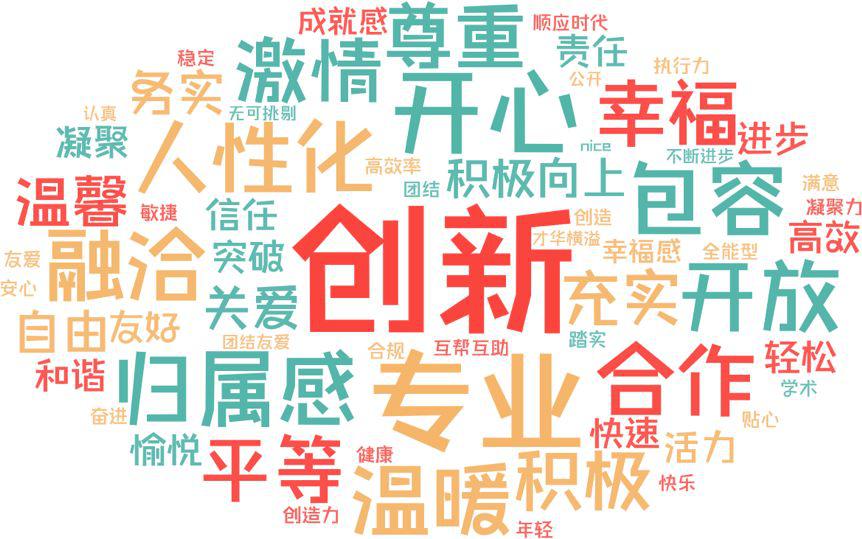 成就感
尊重
顺应时代
稳定
激情
责任
务实
开心
公开
执行力
认真
无可挑剔
幸福
凝聚
人性化
高效率
nice
不断进步
进步
团结
积极向上
包容
满意
温馨
敏捷
信任
创新
创造
凝聚力
才华横溢
高效
融洽
突破
幸福感
全能型
友爱
安心
关爱
充实
开放
自由
友好
团结友爱
合规
互帮互助
踏实
和谐
归属感
专业
合作
轻松
学术
奋进
贴心
愉悦
平等
健康
快速
活力
温暖
积极
快乐
创造力
年轻